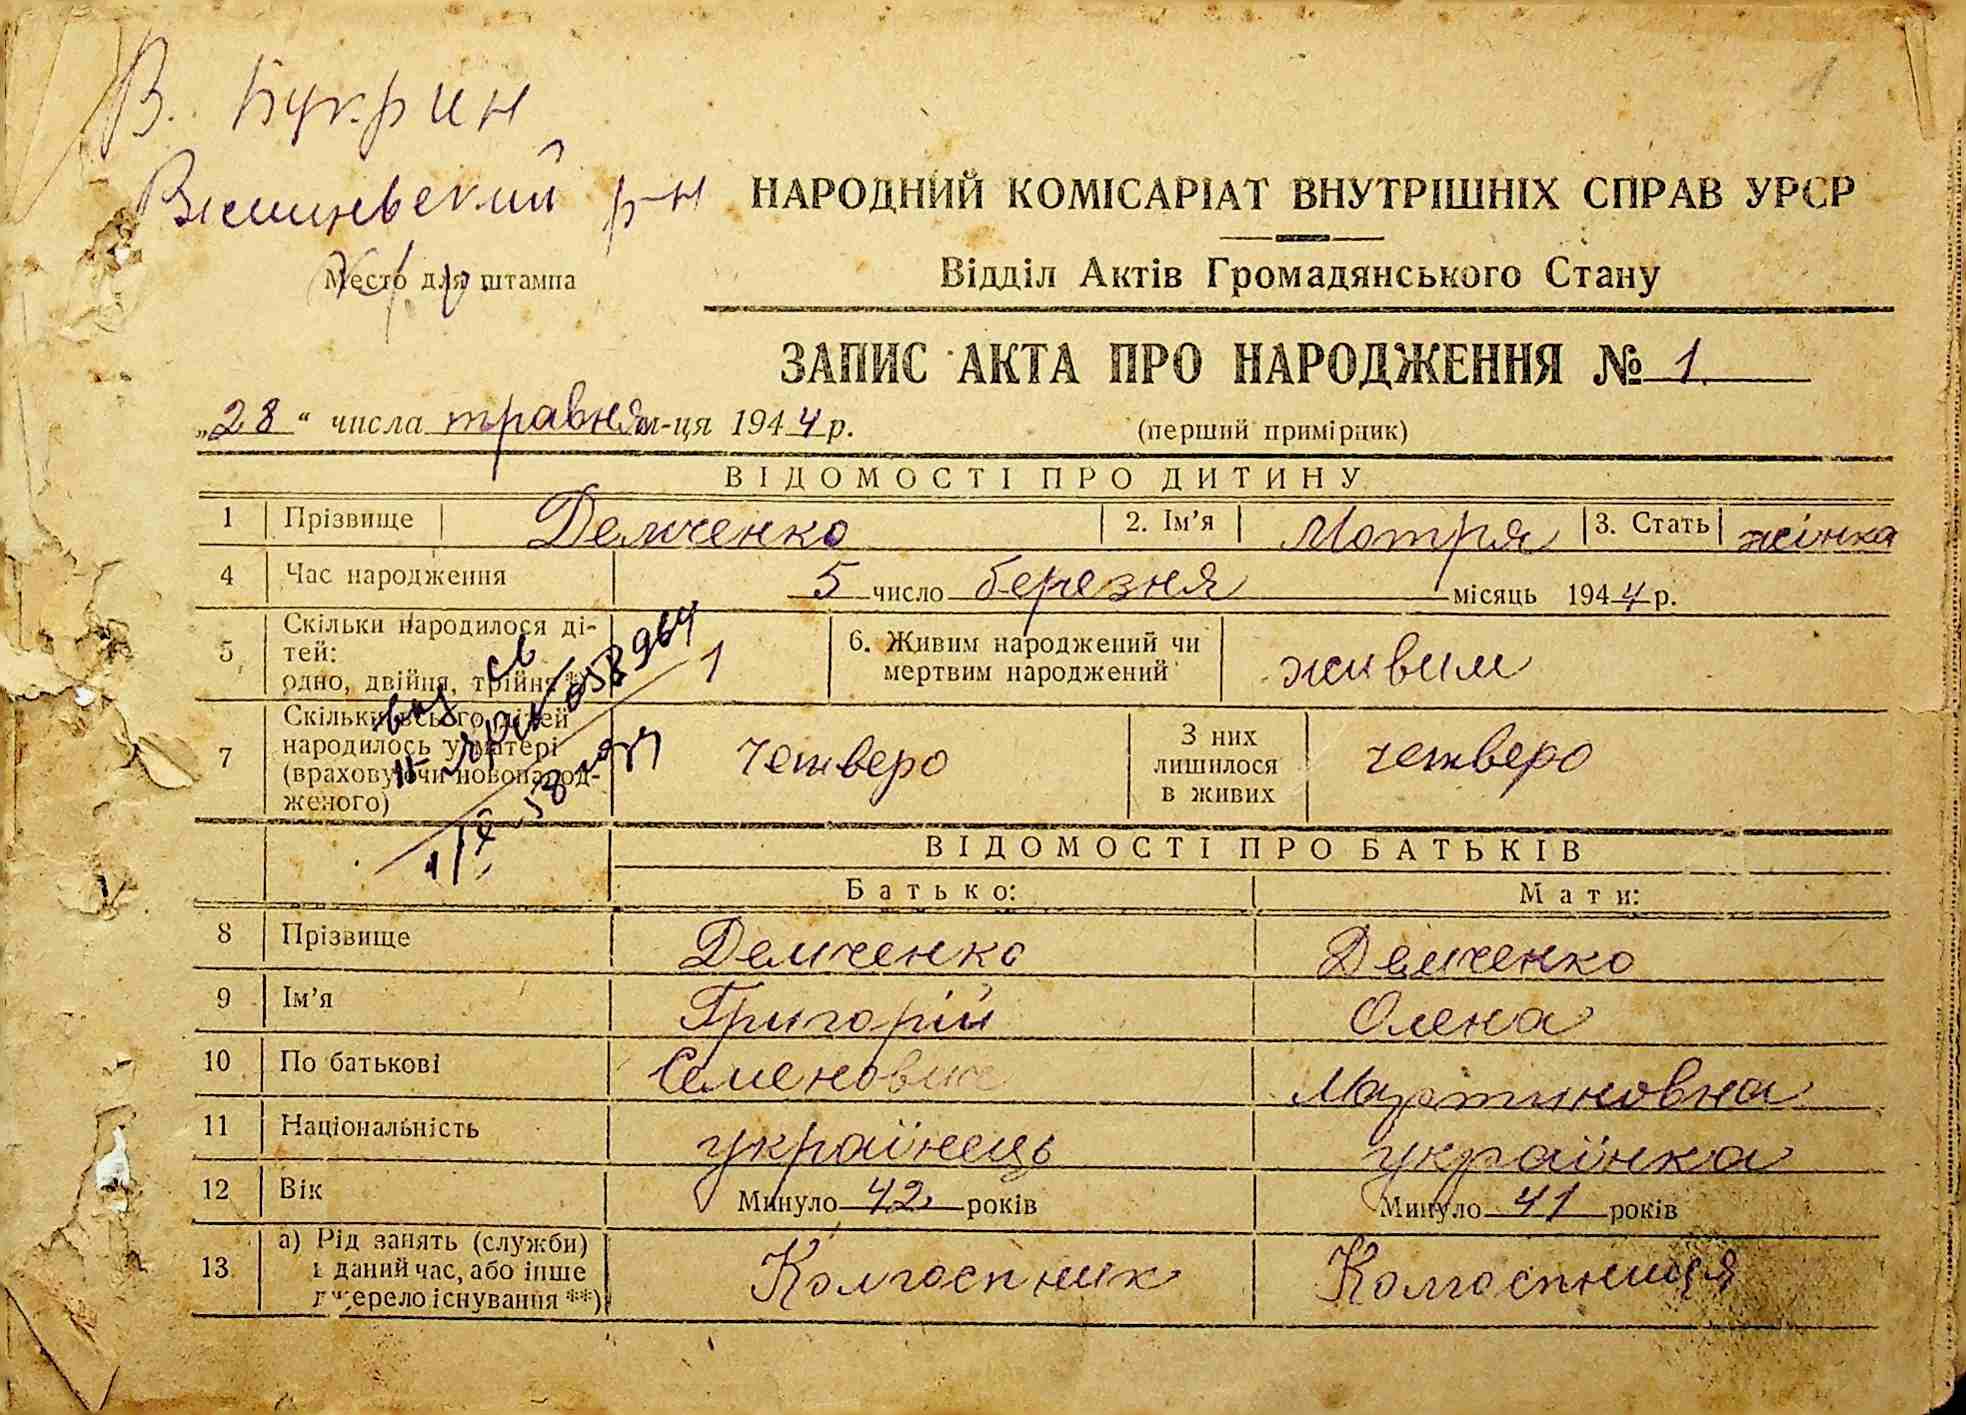 В. Букрин
р-н
НАРОДНИЙ КОМІСАРІАТ ВНУТРІШНІХ СПРАВ УРСР
Место для штампа
Відділ Актів Громадянського Стану
ЗАПИС АКТА ПРО НАРОДЖЕННЯ № 1.
„28“ числа травня м-ця 1944 р.
(перший примірник)
ВІДОМОСТІ ПРО ДИТИНУ
1 Прізвище Демченко 2. Ім'я Мотря 3. Стать жінка
4 Час народження 5 число березня місяць 1944 р.
5 Скільки народилося ді-
тей:
одно, двійня, трійня *)
1
6. Живим народжений чи
мертвим народжений
живим
7 Скільки всього дітей
народилось у матері
(враховуючи новонарод-
женого)
четверо
З них
лишилося
в живих
четверо
ВІДОМОСТІ ПРО БАТЬКІВ
Батько: Мати:
8 Прізвище Демченко Демченко
9 Ім'я Григорій Олена
10 По батькові Семенович Мартиновна
11 Національність українець українка
12 Вік Минуло 42 років Минуло 41 років
13 а) Рід занять (служби)
в даний час, або інше
джерело існування **)
Колгоспник Колгоспниця